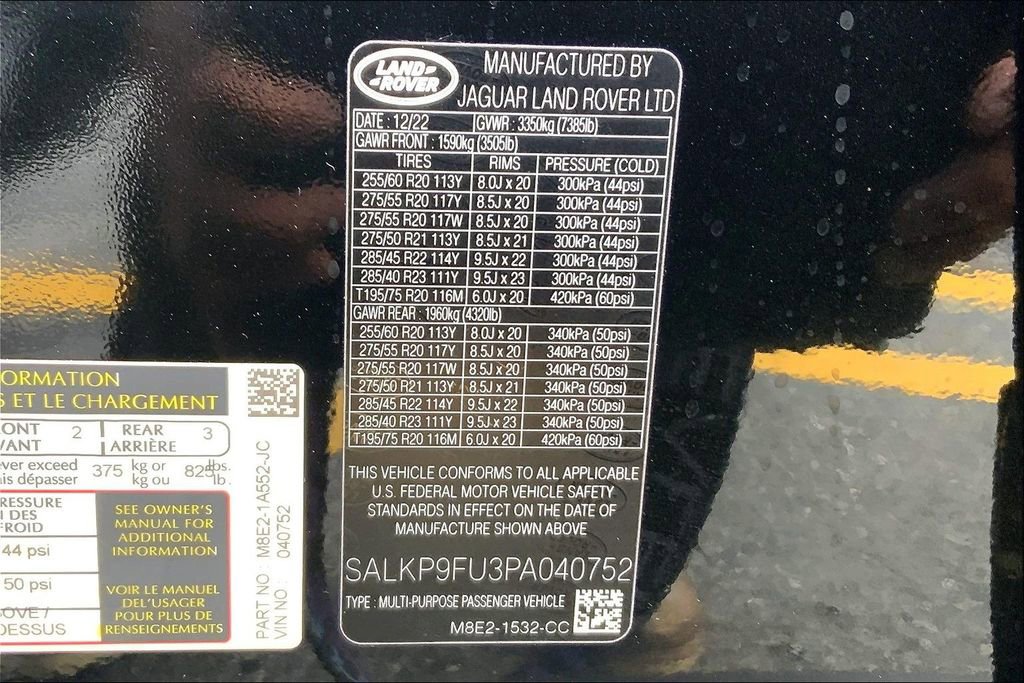 LAND-
-ROVER
MANUFACTURED BY
JAGUAR LAND ROVER LTD
DATE : 12/22 GVWR : 3350kg (7385lb)
GAWR FRONT : 1590kg (3505lb)
TIRES RIMS PRESSURE (COLD)
255/60 R20 113Y 8.0J x 20 300kPa (44psi)
275/55 R20 117Y 8.5J x 20 300kPa (44psi)
275/55 R20 117W 8.5J x 20 300kPa (44psi)
275/50 R21 113Y 8.5J x 21 300kPa (44psi)
285/45 R22 114Y 9.5J x 22 300kPa (44psi)
285/40 R23 111Y 9.5J x 23 300kPa (44psi)
T195/75 R20 116M 6.0J x 20 420kPa (60psi)
GAWR REAR : 1960kg (4320lb)
255/60 R20 113Y 8.0J x 20 340kPa (50psi)
275/55 R20 117Y 8.5J x 20 340kPa (50psi)
275/55 R20 117W 8.5J x 20 340kPa (50psi)
275/50 R21 113Y 8.5J x 21 340kPa (50psi)
285/45 R22 114Y 9.5J x 22 340kPa (50psi)
285/40 R23 111Y 9.5J x 23 340kPa (50psi)
T195/75 R20 116M 6.0J x 20 420kPa (60psi)
THIS VEHICLE CONFORMS TO ALL APPLICABLE
U.S. FEDERAL MOTOR VEHICLE SAFETY
STANDARDS IN EFFECT ON THE DATE OF
MANUFACTURE SHOWN ABOVE
SALKP9FU3PA040752
TYPE : MULTI-PURPOSE PASSENGER VEHICLE
M8E2-1532-CC
ORMATION
S ET LE CHARGEMENT
ONT 2 REAR 3
VANT ARRIÈRE
ever exceed 375 kg or 825 lbs.
is dépasser kg ou lb.
RESSURE
DES
FROID
44 psi
50 psi
OVE /
DESSUS
SEE OWNER'S
MANUAL FOR
ADDITIONAL
INFORMATION
VOIR LE MANUEL
DEL'USAGER
POUR PLUS DE
RENSEIGNEMENTS
PART NO : M8E2-1A552-JC
VIN NO : 040752